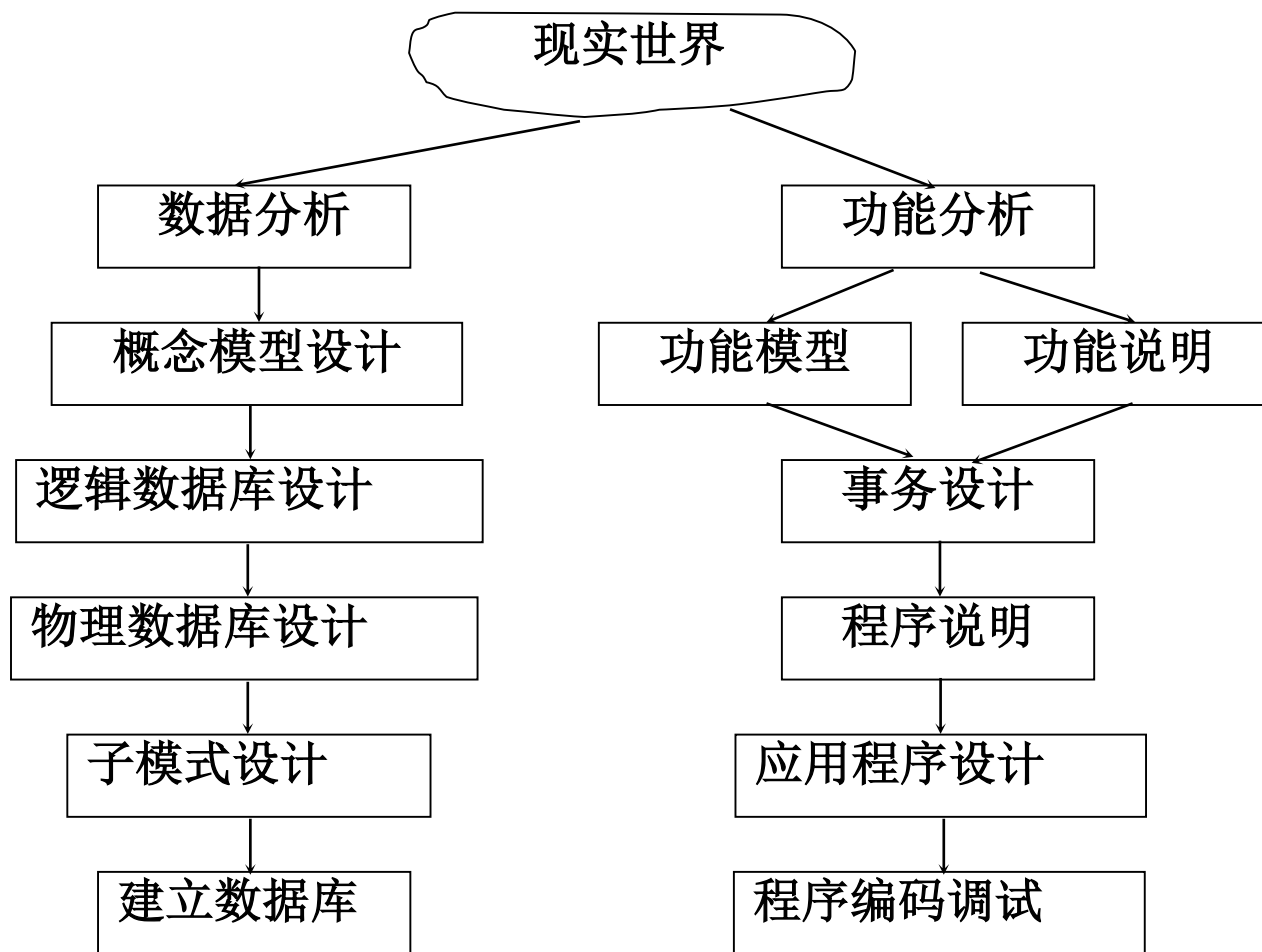 现实世界
数据分析
功能分析
概念模型设计
功能模型
功能说明
逻辑数据库设计
事务设计
物理数据库设计
程序说明
子模式设计
应用程序设计
建立数据库
程序编码调试